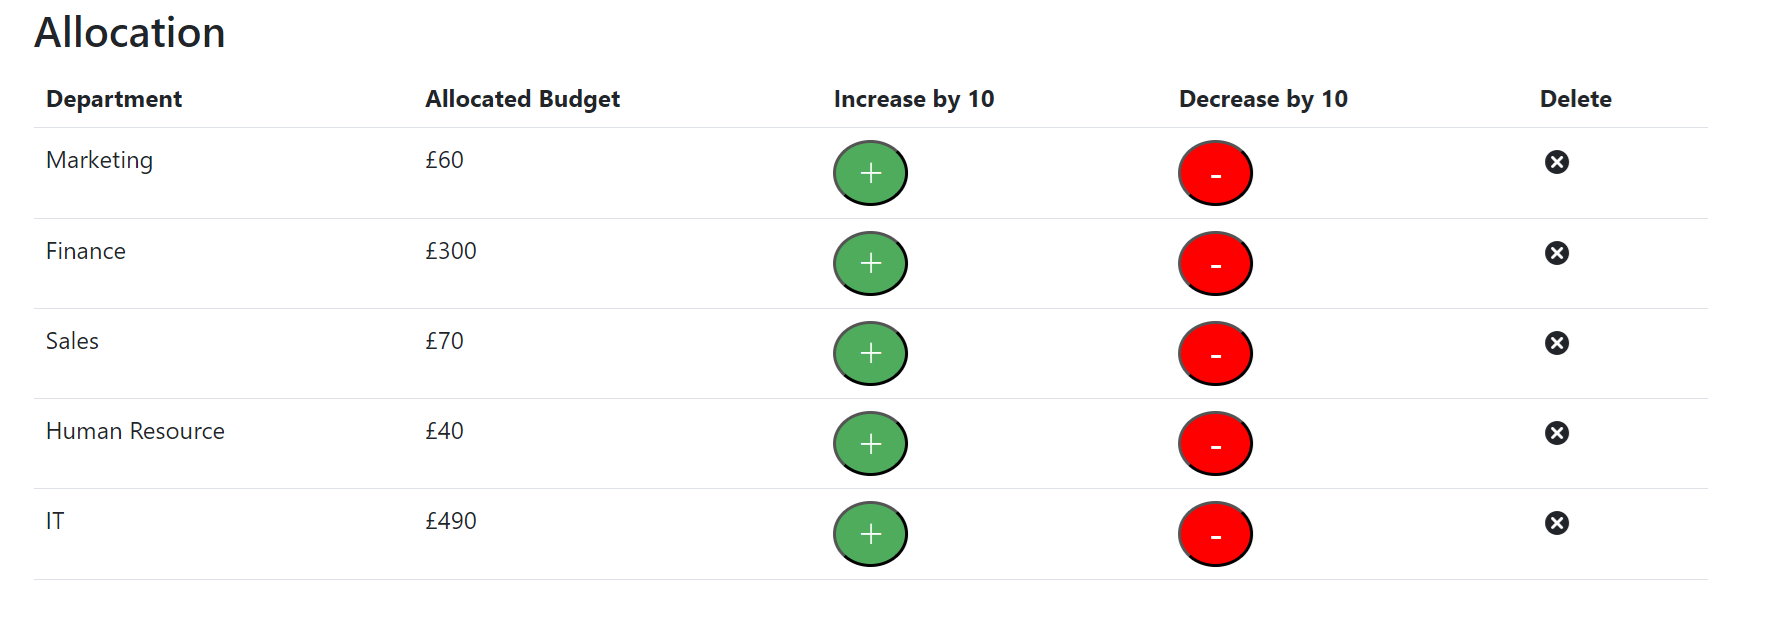 Allocation
Department Allocated Budget Increase by 10 Decrease by 10 Delete
Marketing £60 + -
Finance £300 + -
Sales £70 + -
Human Resource £40 + -
IT £490 + -